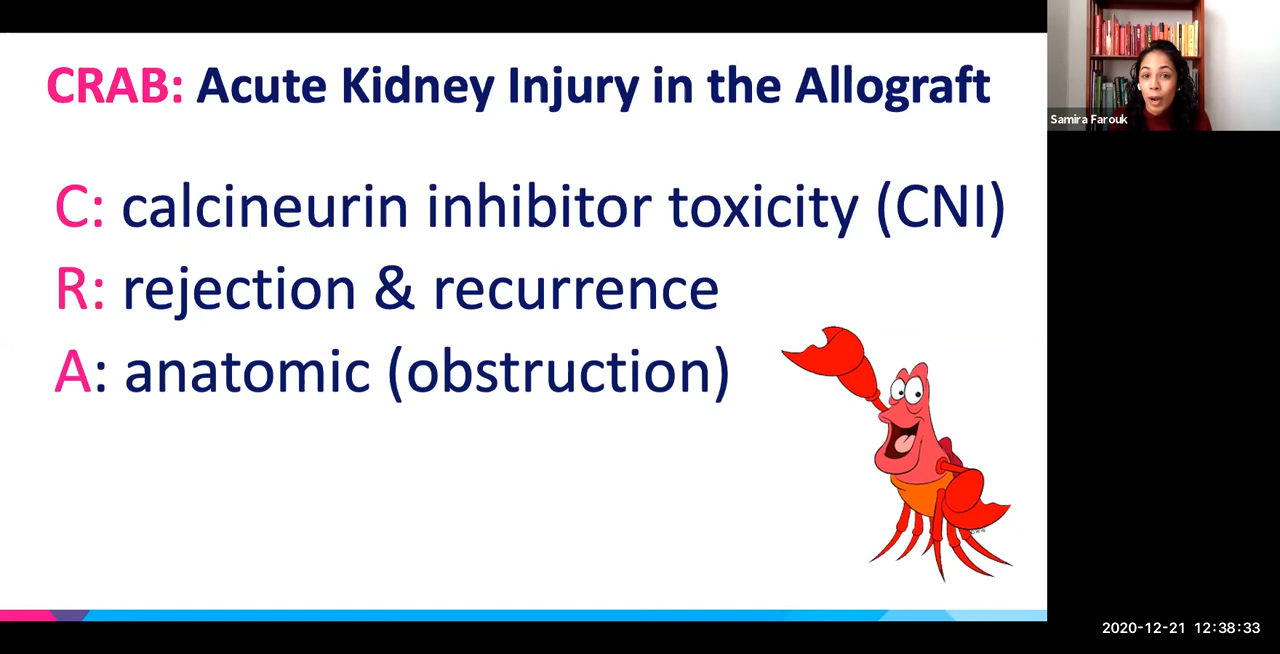 CRAB: Acute Kidney Injury in the Allograft
C: calcineurin inhibitor toxicity (CNI)
R: rejection & recurrence
A: anatomic (obstruction)
Samira Farouk
2020-12-21 12:38:33